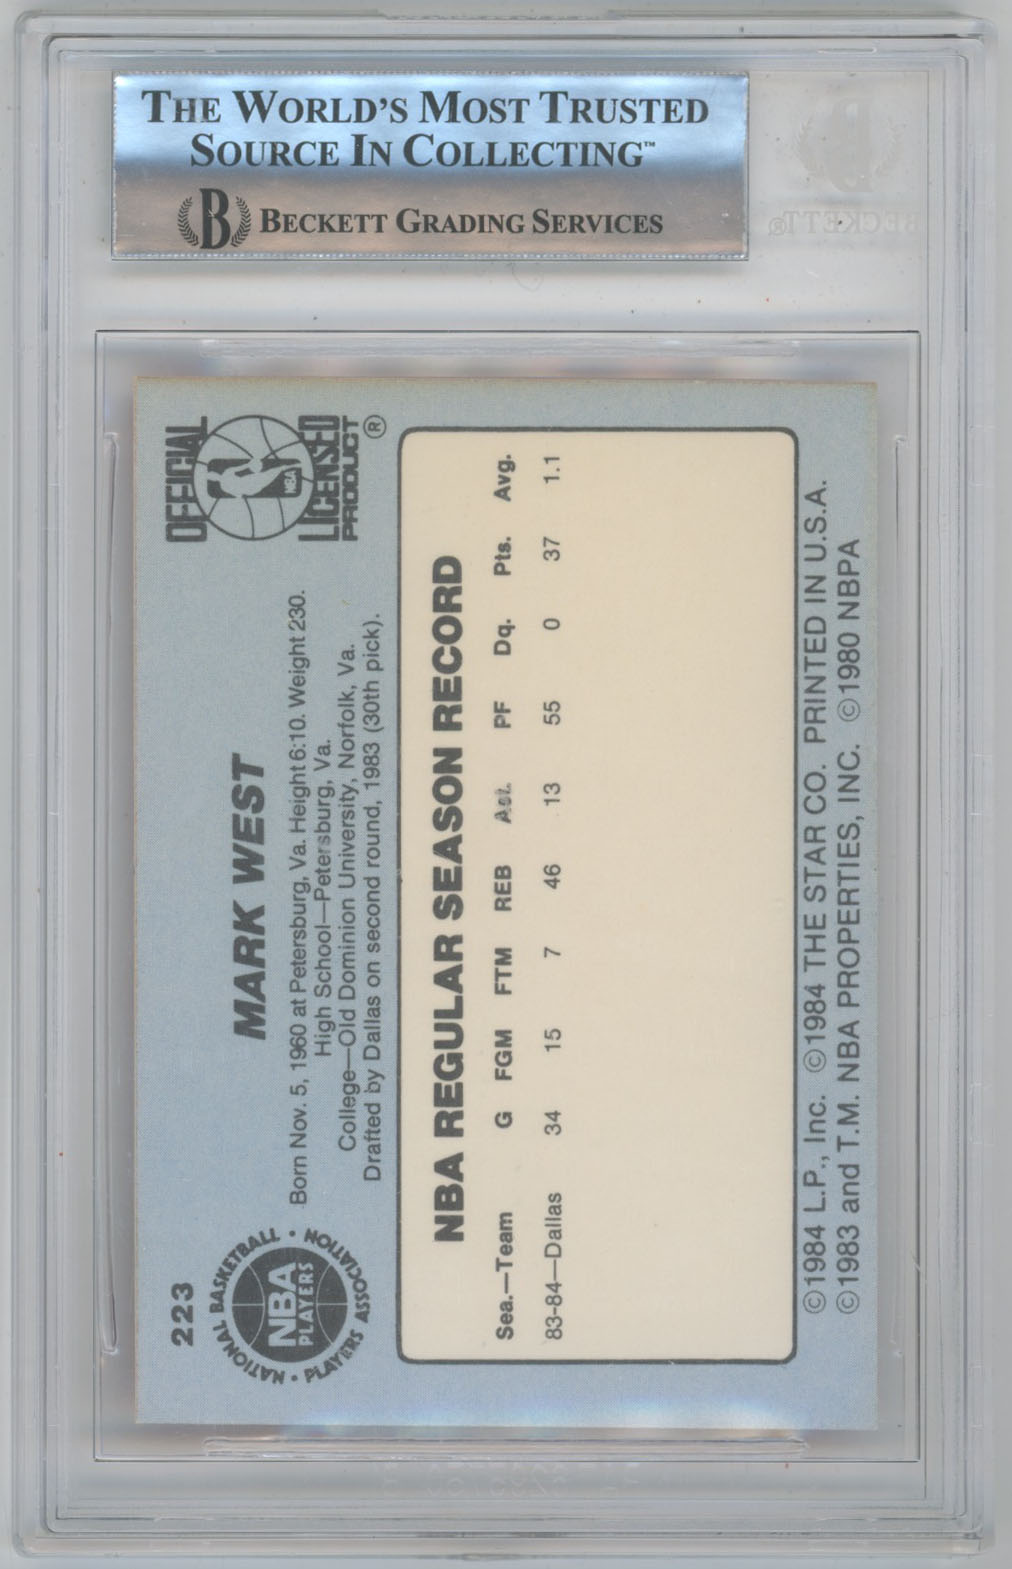 THE WORLD'S MOST TRUSTED
SOURCE IN COLLECTING™
B BECKETT GRADING SERVICES
BECKETT®
223
NATIONAL BASKETBALL • PLAYERS ASSOCIATION •
NBA
PLAYERS
MARK WEST
Born Nov. 5, 1960 at Petersburg, Va. Height 6:10. Weight 230.
High School—Petersburg, Va.
College—Old Dominion University, Norfolk, Va.
Drafted by Dallas on second round, 1983 (30th pick).
OFFICIAL
NBA
LICENSED
PRODUCT ®
NBA REGULAR SEASON RECORD
Sea.—Team G FGM FTM REB Ast. PF Dq. Pts. Avg.
83-84—Dallas 34 15 7 46 13 55 0 37 1.1
©1984 L.P., Inc. ©1984 THE STAR CO. PRINTED IN U.S.A.
©1983 and T.M. NBA PROPERTIES, INC. ©1980 NBPA